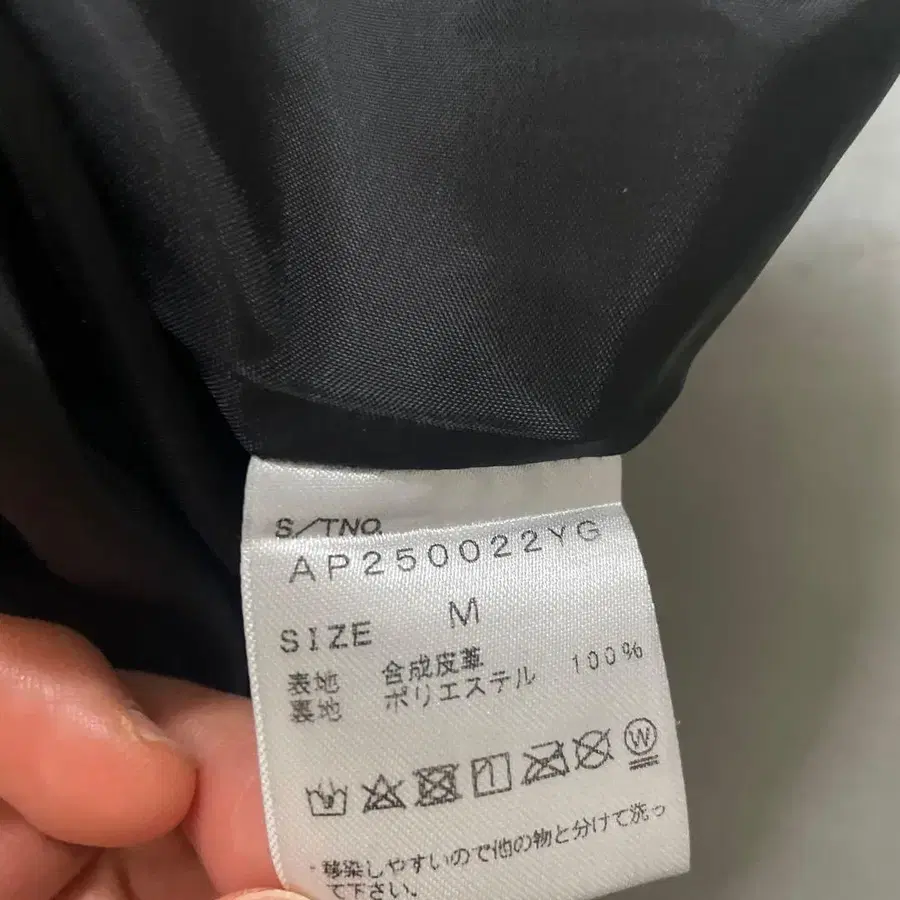 S/TNO.
AP250022YG
SIZE M
表地 合成皮革
裏地 ポリエステル 100%
W
・移染しやすいので他の物と分けて洗っ
て下さい。